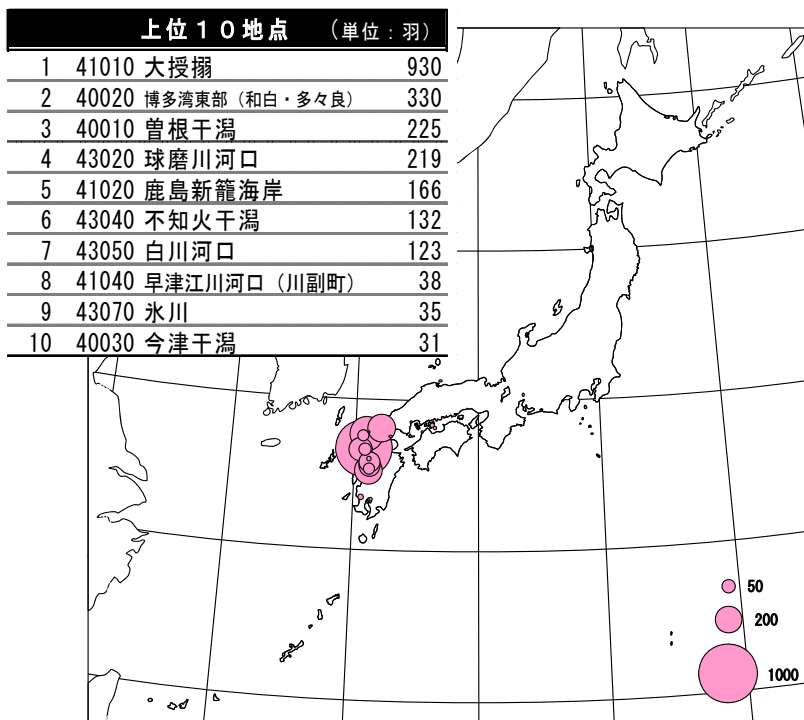 上位１０地点 （単位：羽）
1 41010 大授搦 930
2 40020 博多湾東部（和白・多々良） 330
3 40010 曽根干潟 225
4 43020 球磨川河口 219
5 41020 鹿島新籠海岸 166
6 43040 不知火干潟 132
7 43050 白川河口 123
8 41040 早津江川河口（川副町） 38
9 43070 氷川 35
10 40030 今津干潟 31
50
200
1000